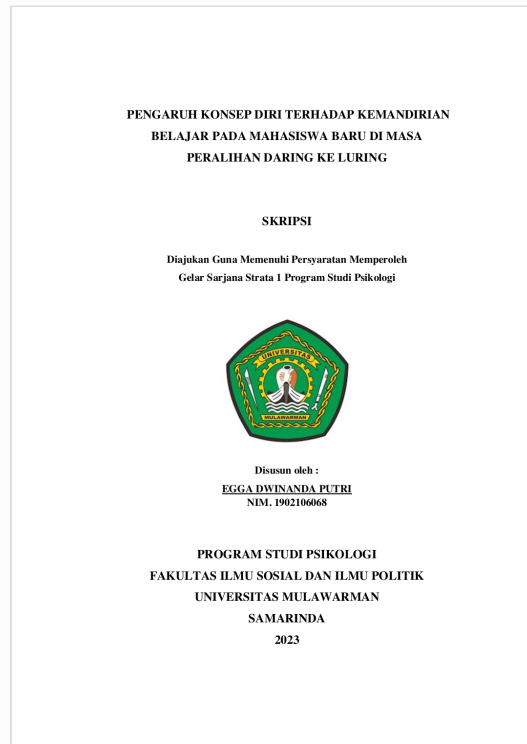 PENGARUH KONSEP DIRI TERHADAP KEMANDIRIAN
BELAJAR PADA MAHASISWA BARU DI MASA
PERALIHAN DARING KE LURING
SKRIPSI
Diajukan Guna Memenuhi Persyaratan Memperoleh
Gelar Sarjana Strata 1 Program Studi Psikologi
UNIVERSITAS
MULAWARMAN
Disusun oleh :
EGGA DWINANDA PUTRI
NIM. 1902106068
PROGRAM STUDI PSIKOLOGI
FAKULTAS ILMU SOSIAL DAN ILMU POLITIK
UNIVERSITAS MULAWARMAN
SAMARINDA
2023